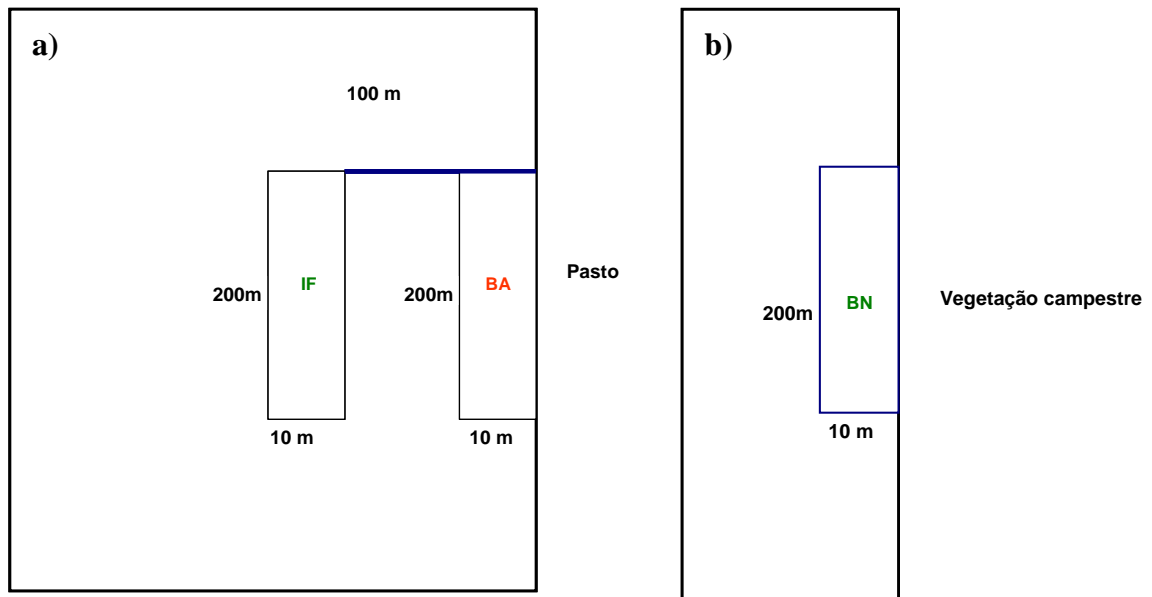 a)
100 m
IF
BA
200m
200m
Pasto
10 m
10 m
b)
BN
200m
Vegetação campestre
10 m